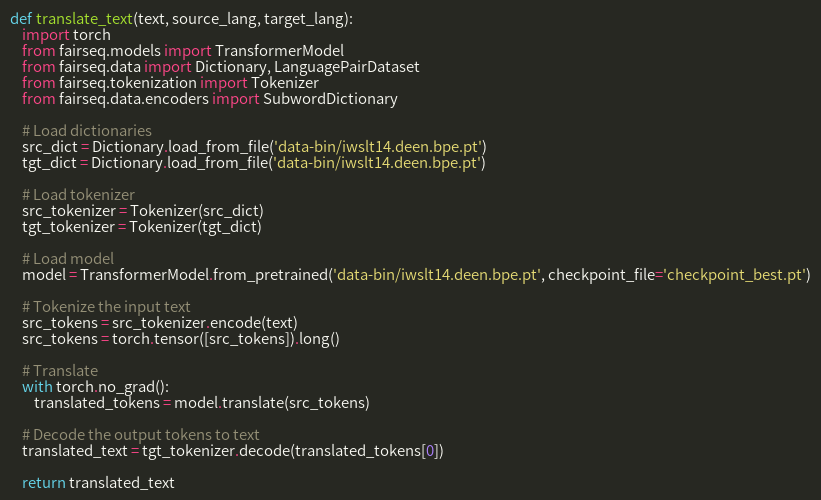 def translate_text(text, source_lang, target_lang):
import torch
from fairseq.models import TransformerModel
from fairseq.data import Dictionary, LanguagePairDataset
from fairseq.tokenization import Tokenizer
from fairseq.data.encoders import SubwordDictionary
# Load dictionaries
src_dict = Dictionary.load_from_file('data-bin/iwslt14.deen.bpe.pt')
tgt_dict = Dictionary.load_from_file('data-bin/iwslt14.deen.bpe.pt')
# Load tokenizer
src_tokenizer = Tokenizer(src_dict)
tgt_tokenizer = Tokenizer(tgt_dict)
# Load model
model = TransformerModel.from_pretrained('data-bin/iwslt14.deen.bpe.pt', checkpoint_file='checkpoint_best.pt')
# Tokenize the input text
src_tokens = src_tokenizer.encode(text)
src_tokens = torch.tensor([src_tokens]).long()
# Translate
with torch.no_grad():
translated_tokens = model.translate(src_tokens)
# Decode the output tokens to text
translated_text = tgt_tokenizer.decode(translated_tokens[0])
return translated_text